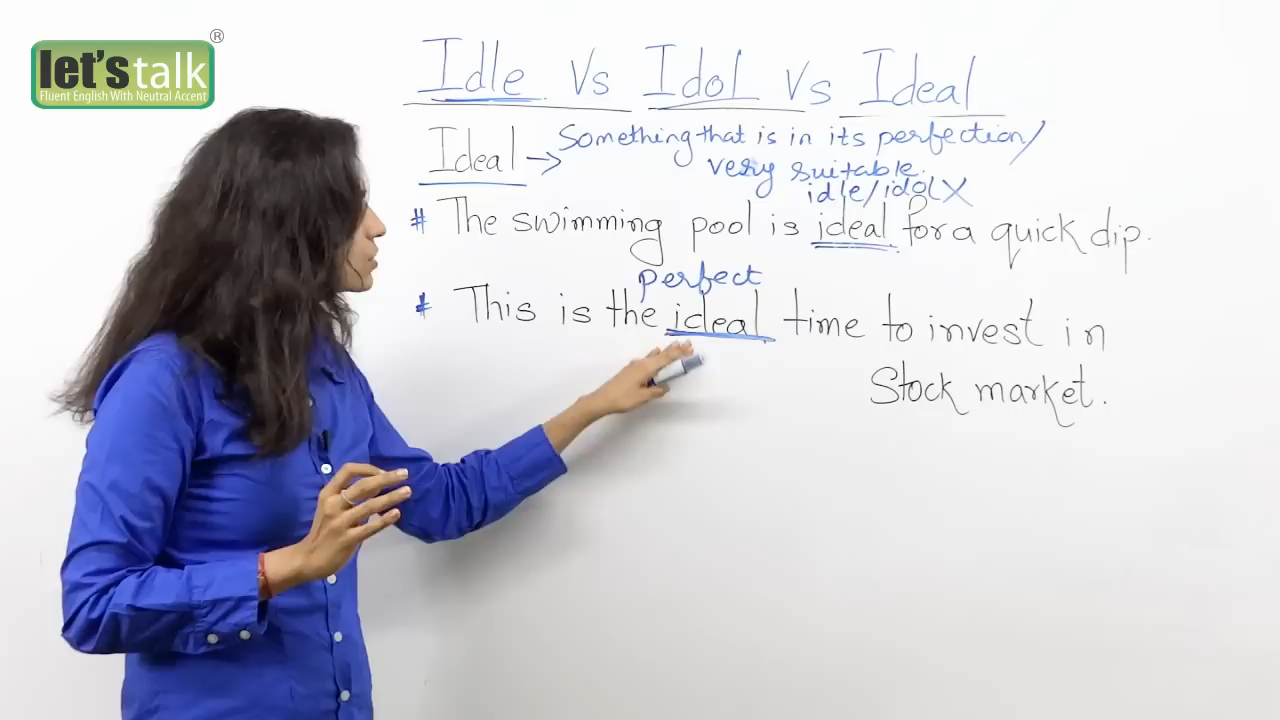 let'stalk®
Fluent English With Neutral Accent
Idle Vs Idol Vs Ideal
Ideal → Something that is in its perfection/
very suitable.
idle/idol X
# The swimming pool is ideal for a quick dip.
perfect
# This is the ideal time to invest in
Stock market.